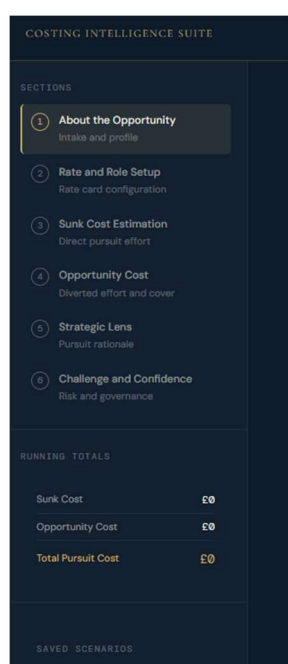 COSTING INTELLIGENCE SUITE
SECTIONS
1 About the Opportunity
Intake and profile
2 Rate and Role Setup
Rate card configuration
3 Sunk Cost Estimation
Direct pursuit effort
4 Opportunity Cost
Diverted effort and cover
5 Strategic Lens
Pursuit rationale
6 Challenge and Confidence
Risk and governance
RUNNING TOTALS
Sunk Cost £0
Opportunity Cost £0
Total Pursuit Cost £0
SAVED SCENARIOS